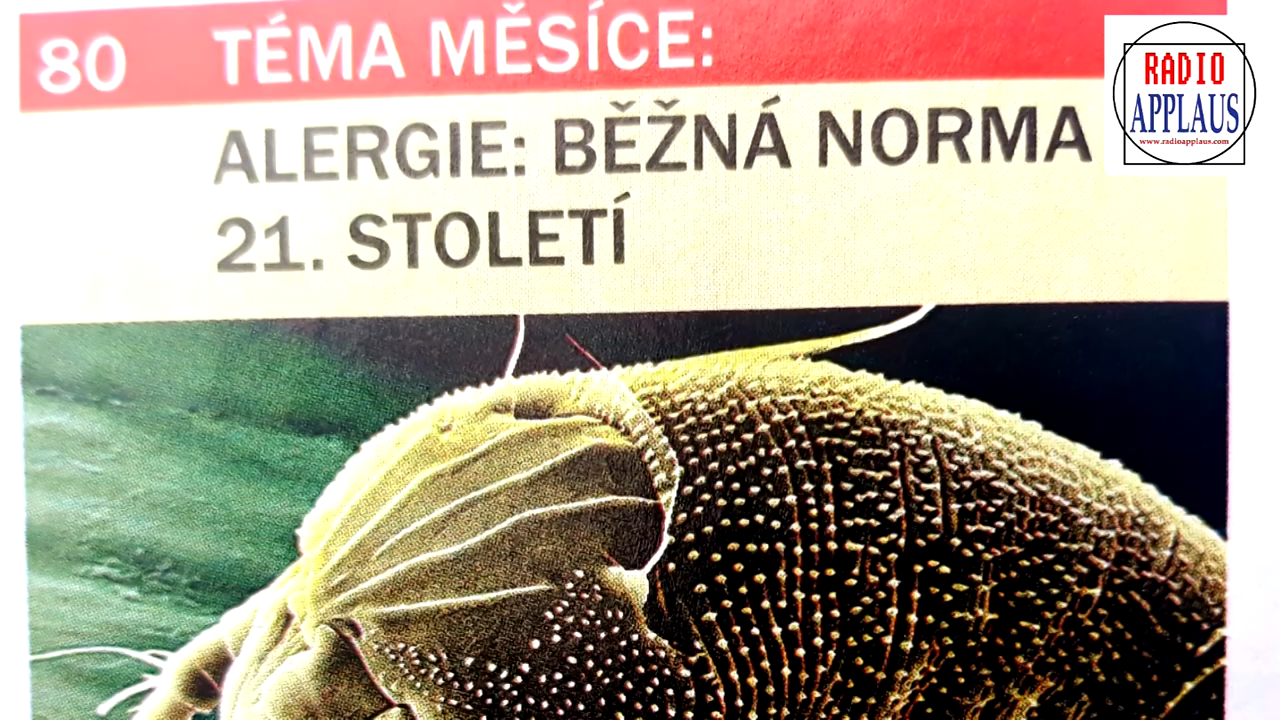 80 TÉMA MĚSÍCE:
ALERGIE: BĚŽNÁ NORMA
21. STOLETÍ
RADIO
APPLAUS
www.radioapplaus.com